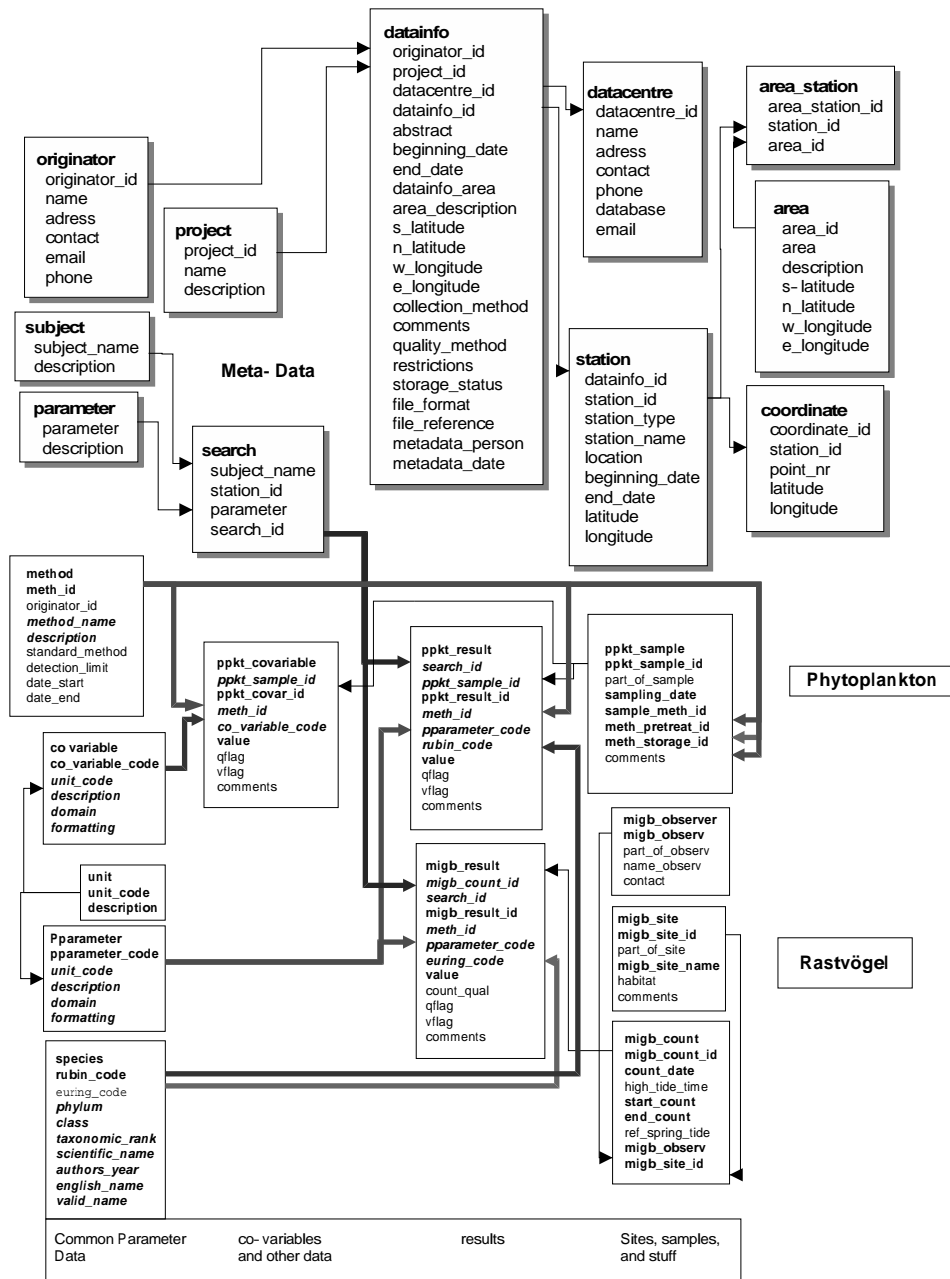 datainfo
originator_id
project_id
datacentre_id
datainfo_id
abstract
beginning_date
end_date
datainfo_area
area_description
s_latitude
n_latitude
w_longitude
e_longitude
collection_method
comments
quality_method
restrictions
storage_status
file_format
file_reference
metadata_person
metadata_date
datacentre
datacentre_id
name
adress
contact
phone
database
email
area_station
area_station_id
station_id
area_id
originator
originator_id
name
adress
contact
email
phone
project
project_id
name
description
area
area_id
area
description
s-latitude
n_latitude
w_longitude
e_longitude
subject
subject_name
description
Meta- Data
parameter
parameter
description
search
subject_name
station_id
parameter
search_id
station
datainfo_id
station_id
station_type
station_name
location
beginning_date
end_date
latitude
longitude
coordinate
coordinate_id
station_id
point_nr
latitude
longitude
method
meth_id
originator_id
method_name
description
standard_method
detection_limit
date_start
date_end
ppkt_covariable
ppkt_sample_id
ppkt_covar_id
meth_id
co_variable_code
value
qflag
vflag
comments
ppkt_result
search_id
ppkt_sample_id
ppkt_result_id
meth_id
pparameter_code
rubin_code
value
qflag
vflag
comments
ppkt_sample
ppkt_sample_id
part_of_sample
sampling_date
sample_meth_id
meth_pretreat_id
meth_storage_id
comments
Phytoplankton
co variable
co_variable_code
unit_code
description
domain
formatting
unit
unit_code
description
Pparameter
pparameter_code
unit_code
description
domain
formatting
migb_result
migb_count_id
search_id
migb_result_id
meth_id
pparameter_code
euring_code
value
count_qual
qflag
vflag
comments
migb_observer
migb_observ
part_of_observ
name_observ
contact
migb_site
migb_site_id
part_of_site
migb_site_name
habitat
comments
Rastvögel
species
rubin_code
euring_code
phylum
class
taxonomic_rank
scientific_name
authors_year
english_name
valid_name
migb_count
migb_count_id
count_date
high_tide_time
start_count
end_count
ref_spring_tide
migb_observ
migb_site_id
Common Parameter
Data
co- variables
and other data
results
Sites, samples,
and stuff